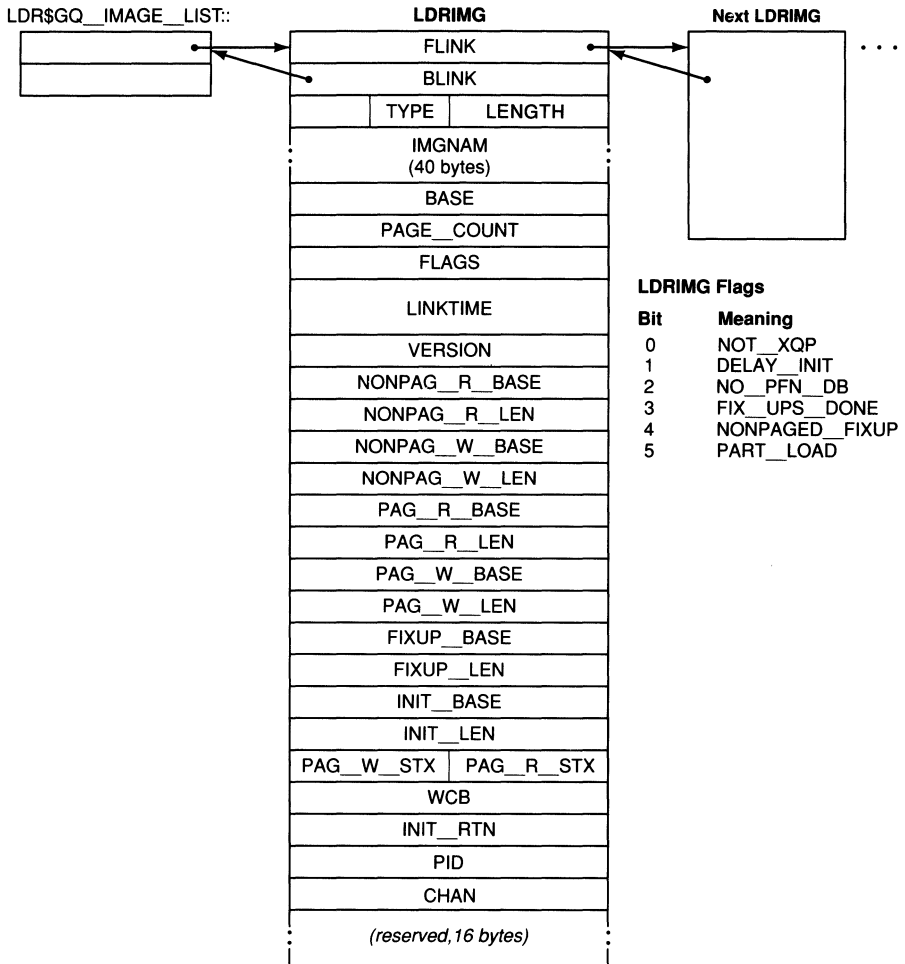 LDR$GQ__IMAGE__LIST::
LDRIMG
Next LDRIMG
FLINK
. . .
BLINK
TYPE LENGTH
IMGNAM
(40 bytes)
BASE
PAGE__COUNT
FLAGS
LINKTIME
VERSION
NONPAG__R__BASE
NONPAG__R__LEN
NONPAG__W__BASE
NONPAG__W__LEN
PAG__R__BASE
PAG__R__LEN
PAG__W__BASE
PAG__W__LEN
FIXUP__BASE
FIXUP__LEN
INIT__BASE
INIT__LEN
PAG__W__STX PAG__R__STX
WCB
INIT__RTN
PID
CHAN
(reserved,16 bytes)
LDRIMG Flags
Bit Meaning
0 NOT__XQP
1 DELAY__INIT
2 NO__PFN__DB
3 FIX__UPS__DONE
4 NONPAGED__FIXUP
5 PART__LOAD